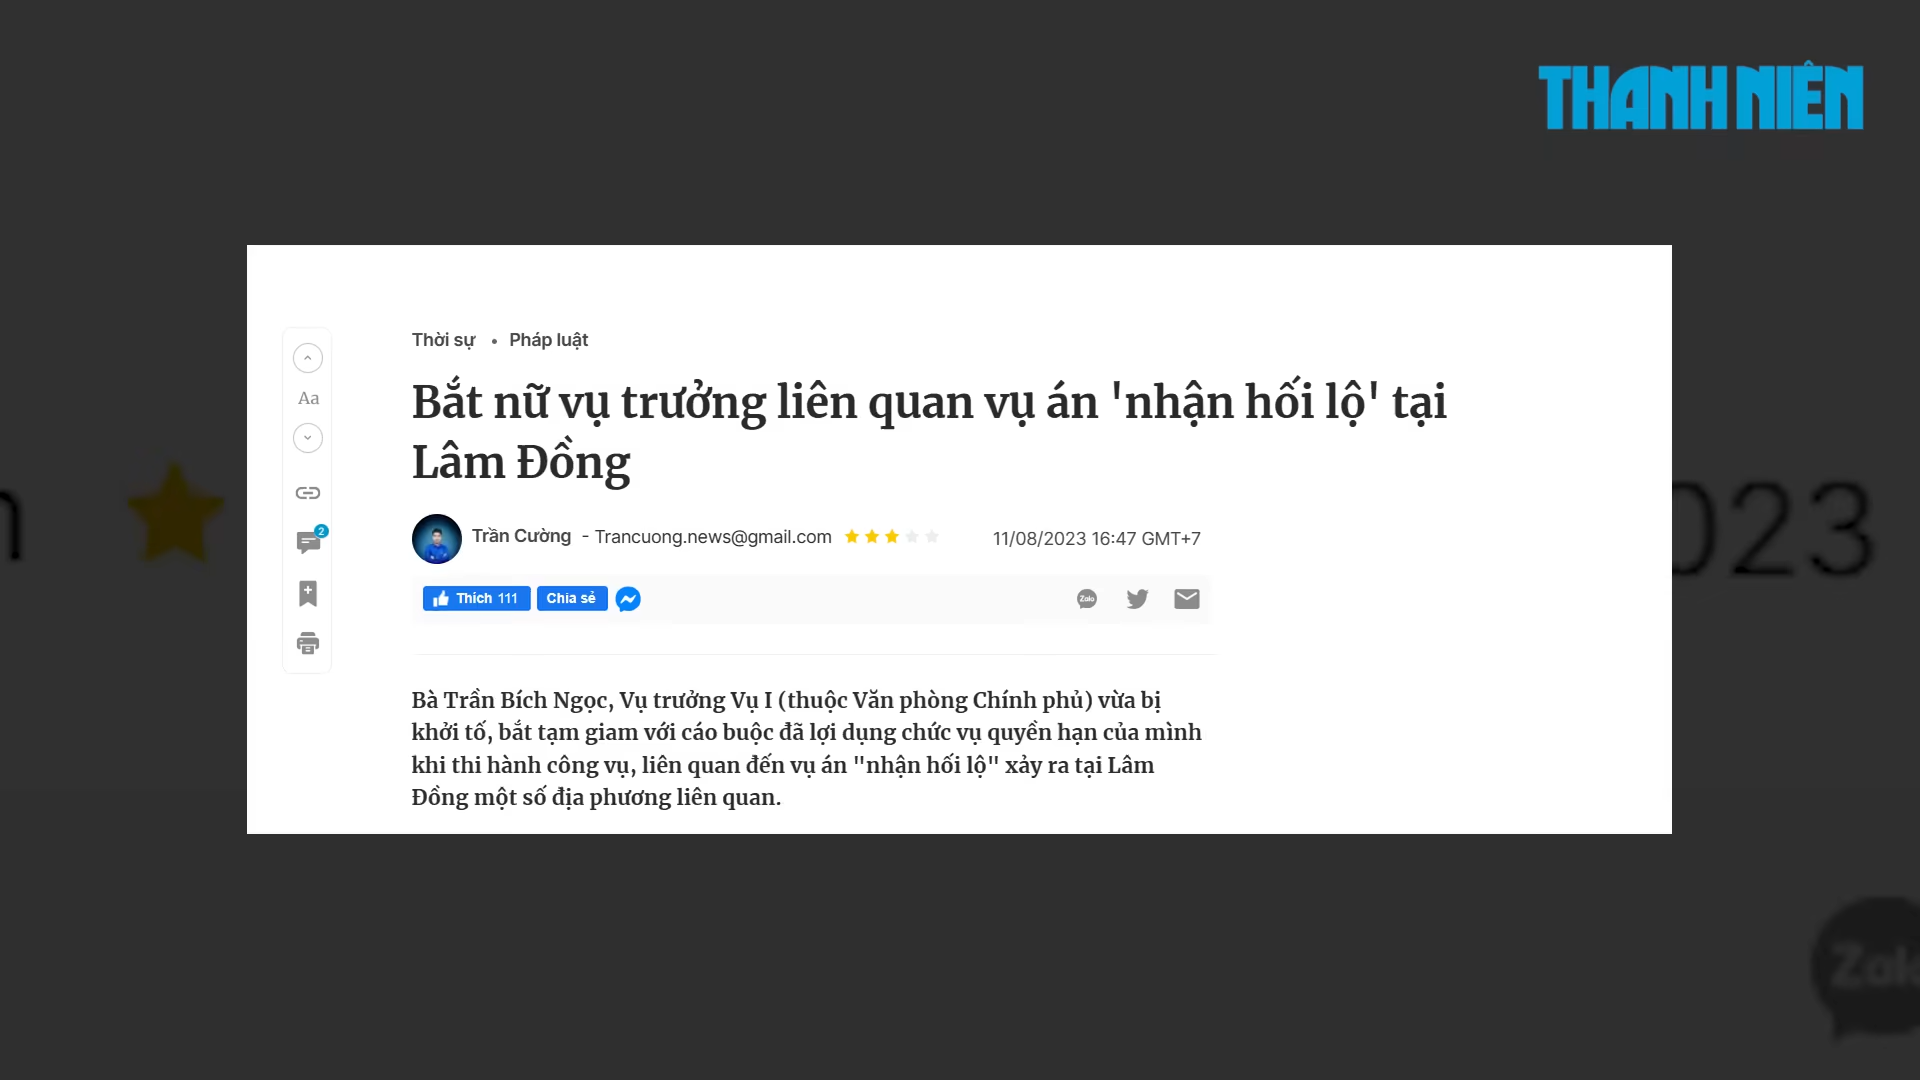 THANH NIÊN
Thời sự • Pháp luật
Bắt nữ vụ trưởng liên quan vụ án 'nhận hối lộ' tại
Lâm Đồng
Aa
2
Trần Cường - Trancuong.news@gmail.com 11/08/2023 16:47 GMT+7
Thích 111 Chia sẻ Zalo
Bà Trần Bích Ngọc, Vụ trưởng Vụ I (thuộc Văn phòng Chính phủ) vừa bị
khởi tố, bắt tạm giam với cáo buộc đã lợi dụng chức vụ quyền hạn của mình
khi thi hành công vụ, liên quan đến vụ án "nhận hối lộ" xảy ra tại Lâm
Đồng một số địa phương liên quan.
023
Zalo